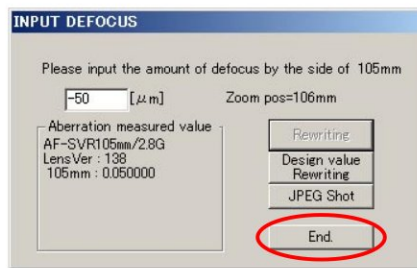 INPUT DEFOCUS
Please input the amount of defocus by the side of 105mm
-50 [μm] Zoom pos=106mm
Aberration measured value
AF-SVR105mm/2.8G
LensVer : 138
105mm : 0.050000
Rewriting
Design value
Rewriting
JPEG Shot
End.